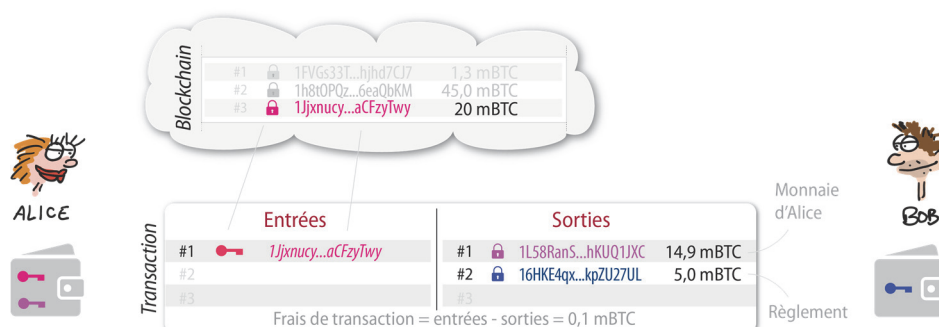 Blockchain
#1 1FVGs33T...hjhd7CJ7 1,3 mBTC
#2 1h8tOPQz...6eaQbKM 45,0 mBTC
#3 1Jjxnucy...aCFzyTwy 20 mBTC
ALICE
BOB
Monnaie
d'Alice
Transaction
Entrées Sorties
#1 1Jjxnucy...aCFzyTwy #1 1L58RanS...hKUQ1JXC 14,9 mBTC
#2 #2 16HKE4qx...kpZU27UL 5,0 mBTC
#3 #3
Règlement
Frais de transaction = entrées - sorties = 0,1 mBTC